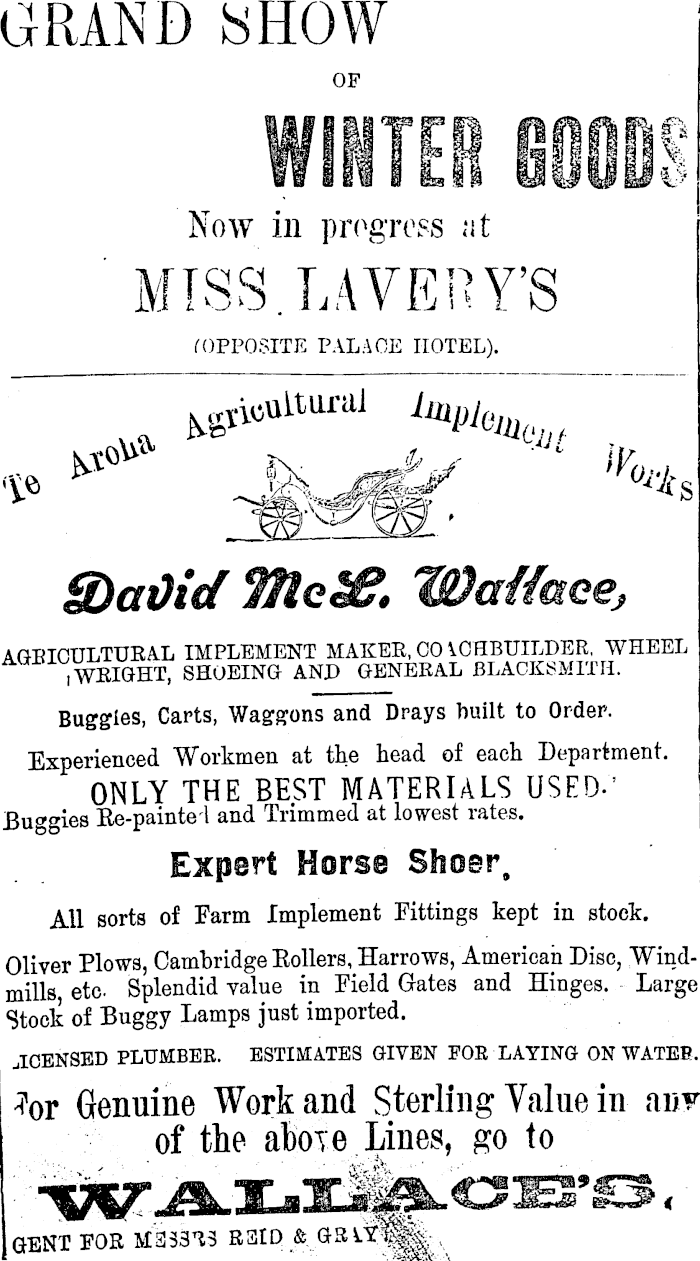 GRAND SHOW
OF
WINTER GOODS
Now in progress at
MISS LAVERY'S
(OPPOSITE PALACE HOTEL).
Te Aroha Agricultural Implement Works
David McL. Wallace,
AGRICULTURAL IMPLEMENT MAKER, COACHBUILDER, WHEEL
WRIGHT, SHOEING AND GENERAL BLACKSMITH.
Buggies, Carts, Waggons and Drays built to Order.
Experienced Workmen at the head of each Department.
ONLY THE BEST MATERIALS USED.
Buggies Re-painted and Trimmed at lowest rates.
Expert Horse Shoer.
All sorts of Farm Implement Fittings kept in stock.
Oliver Plows, Cambridge Rollers, Harrows, American Disc, Wind-
mills, etc. Splendid value in Field Gates and Hinges. Large
Stock of Buggy Lamps just imported.
LICENSED PLUMBER. ESTIMATES GIVEN FOR LAYING ON WATER.
For Genuine Work and Sterling Value in any
of the above Lines, go to
WALLACE'S.
GENT FOR MESSRS REID & GRAY